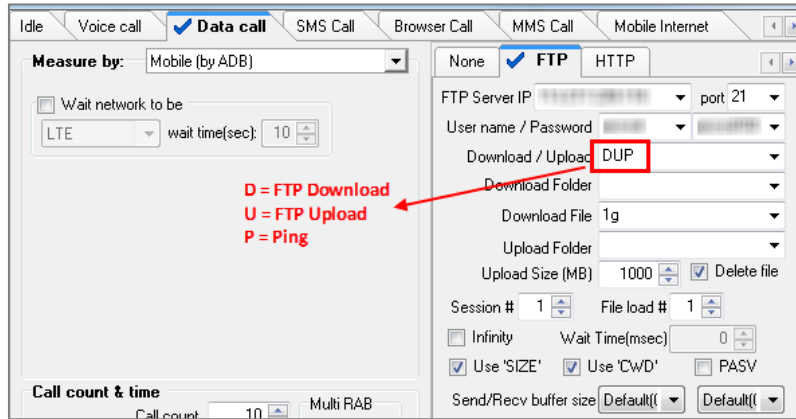 Idle Voice call Data call SMS Call Browser Call MMS Call Mobile Internet
Measure by: Mobile (by ADB)
Wait network to be
LTE wait time(sec): 10
D = FTP Download
U = FTP Upload
P = Ping
Call count & time
Call count 10 Multi RAB
None FTP HTTP
FTP Server IP port 21
User name / Password
Download / Upload DUP
Download Folder
Download File 1g
Upload Folder
Upload Size (MB) 1000 Delete file
Session # 1 File load # 1
Infinity Wait Time(msec) 0
Use 'SIZE' Use 'CWD' PASV
Send/Recv buffer size Default(( Default((